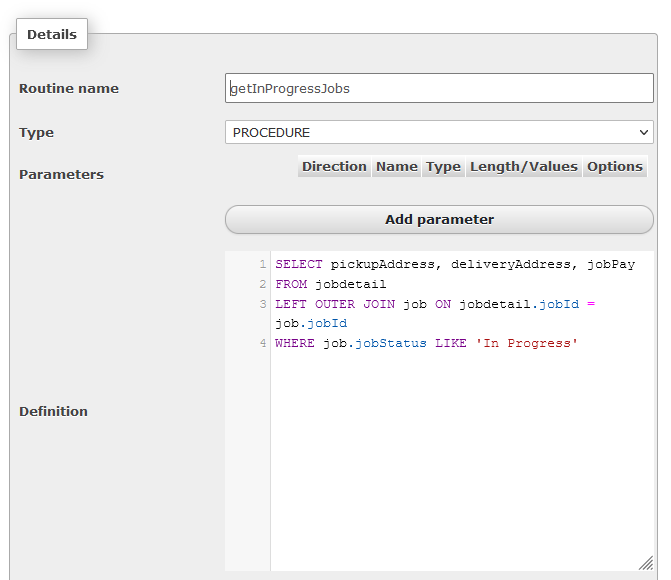 Details
Routine name getInProgressJobs
Type PROCEDURE
Parameters Direction Name Type Length/Values Options
Add parameter
1 SELECT pickupAddress, deliveryAddress, jobPay
2 FROM jobdetail
3 LEFT OUTER JOIN job ON jobdetail.jobId =
job.jobId
4 WHERE job.jobStatus LIKE 'In Progress'
Definition